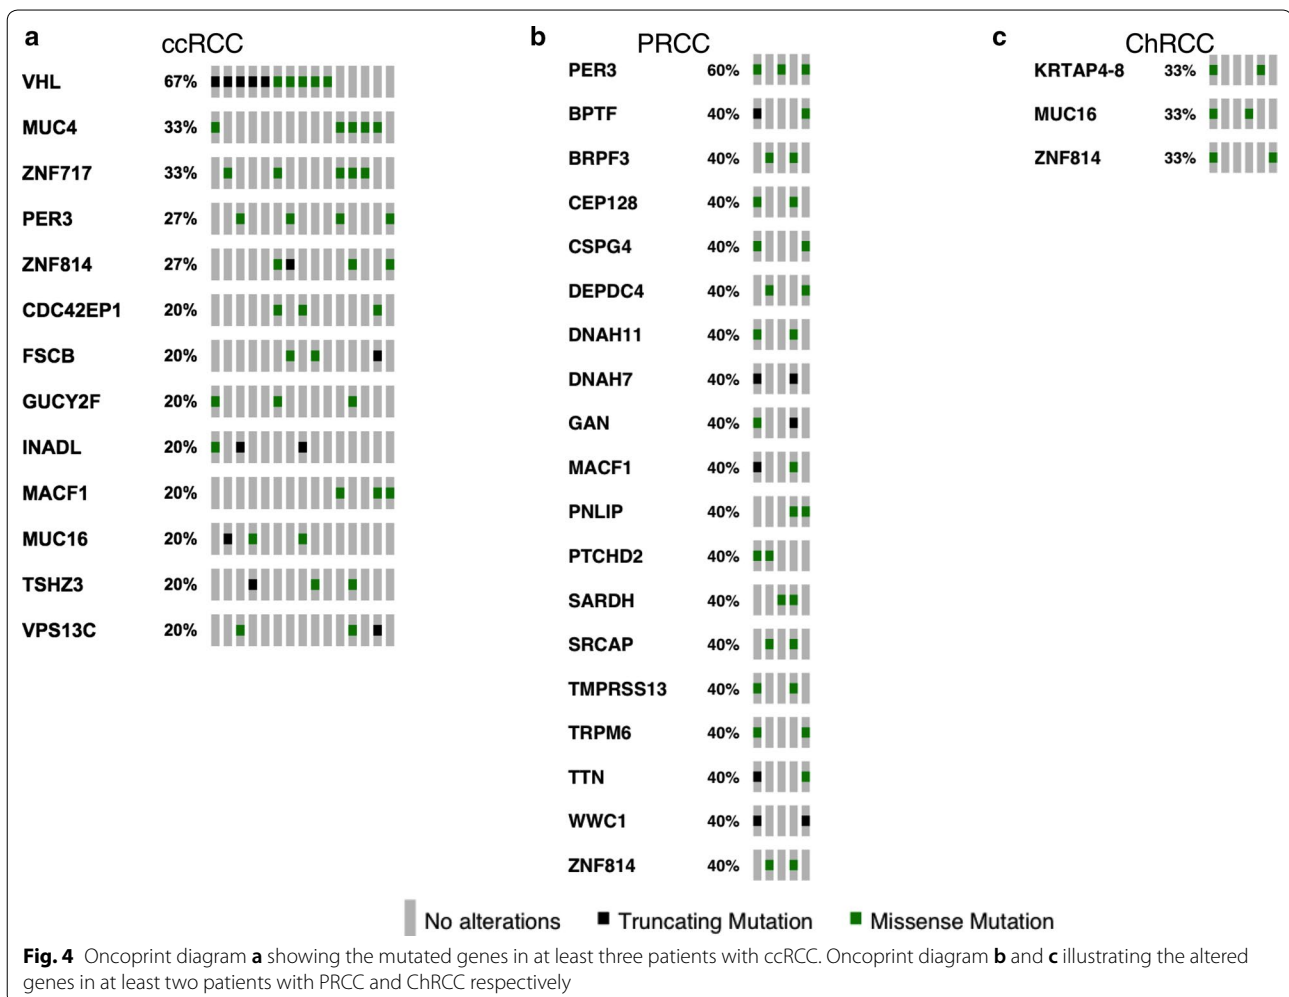 a
ccRCC
VHL 67%
MUC4 33%
ZNF717 33%
PER3 27%
ZNF814 27%
CDC42EP1 20%
FSCB 20%
GUCY2F 20%
INADL 20%
MACF1 20%
MUC16 20%
TSHZ3 20%
VPS13C 20%
b
PRCC
PER3 60%
BPTF 40%
BRPF3 40%
CEP128 40%
CSPG4 40%
DEPDC4 40%
DNAH11 40%
DNAH7 40%
GAN 40%
MACF1 40%
PNLIP 40%
PTCHD2 40%
SARDH 40%
SRCAP 40%
TMPRSS13 40%
TRPM6 40%
TTN 40%
WWC1 40%
ZNF814 40%
c
ChRCC
KRTAP4-8 33%
MUC16 33%
ZNF814 33%
No alterations Truncating Mutation Missense Mutation
Fig. 4 Oncoprint diagram a showing the mutated genes in at least three patients with ccRCC. Oncoprint diagram b and c illustrating the altered
genes in at least two patients with PRCC and ChRCC respectively